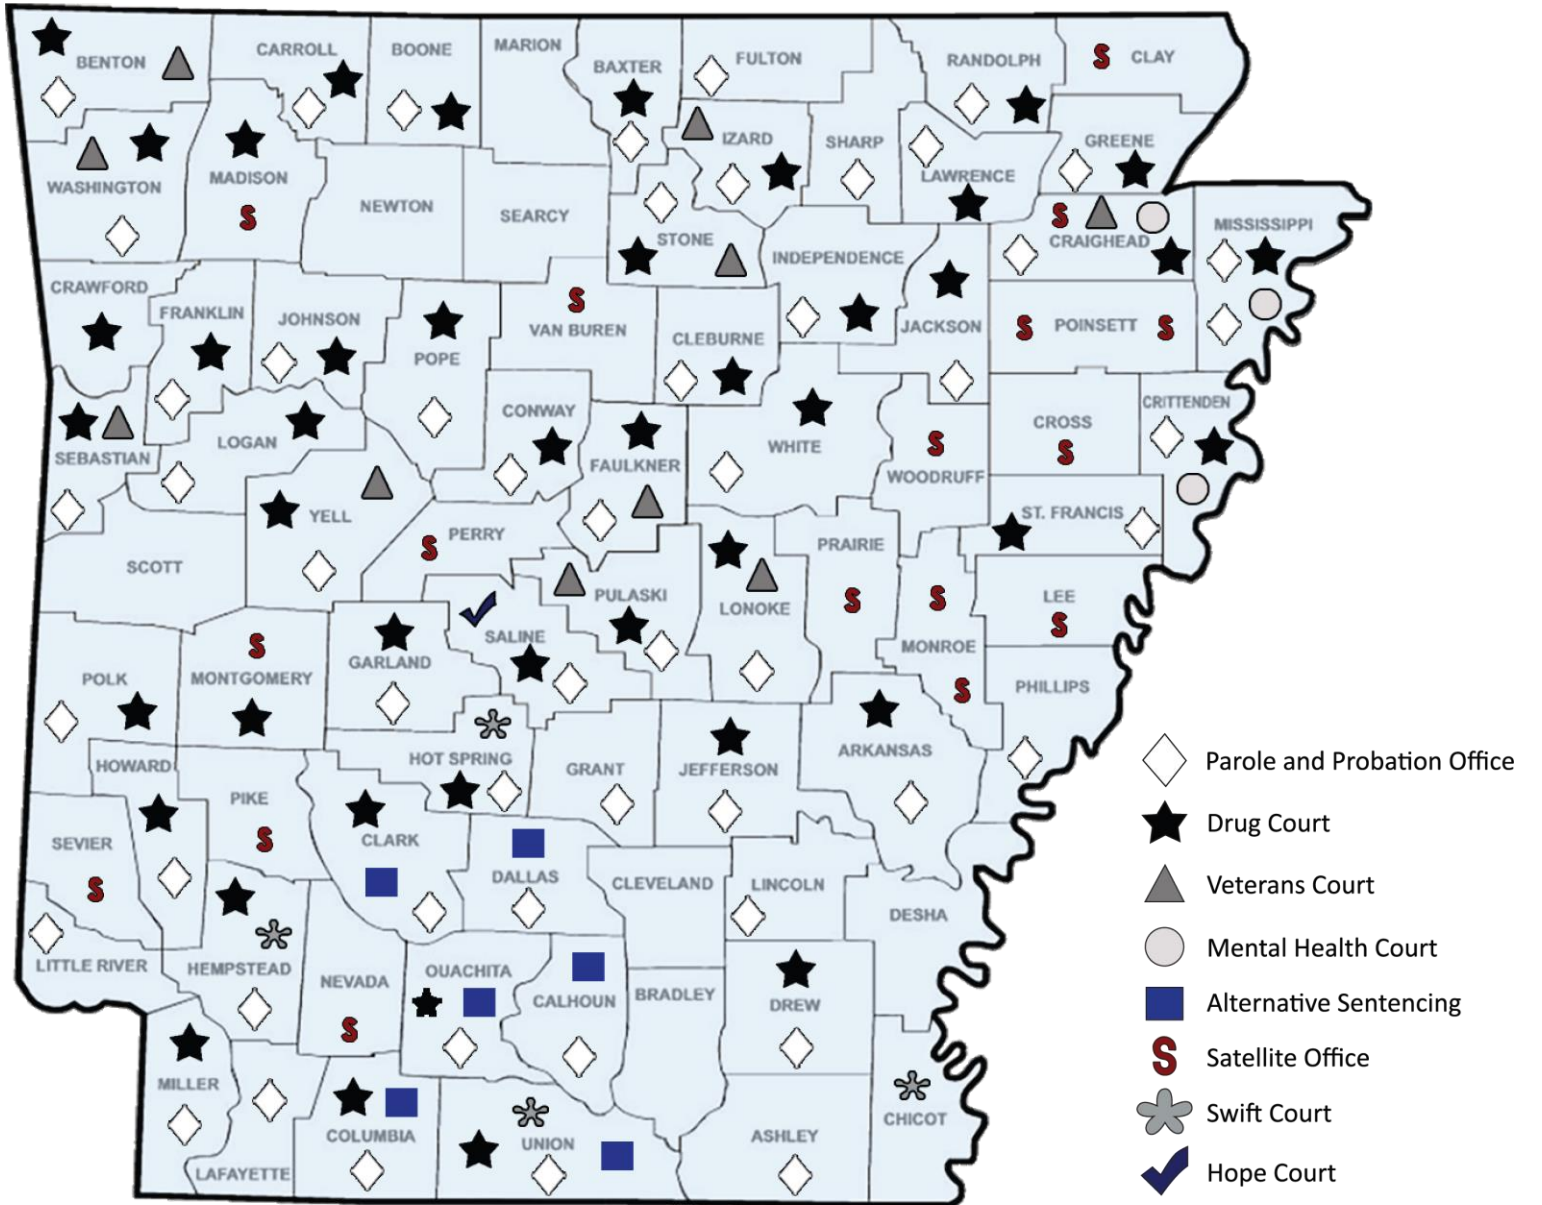 BENTON
CARROLL
BOONE
MARION
BAXTER
FULTON
RANDOLPH
S CLAY
WASHINGTON
MADISON
S
NEWTON
SEARCY
STONE
IZARD
SHARP
LAWRENCE
GREENE
S
CRAIGHEAD
MISSISSIPPI
CRAWFORD
FRANKLIN
JOHNSON
POPE
S
VAN BUREN
CLEBURNE
INDEPENDENCE
JACKSON
S POINSETT S
SEBASTIAN
LOGAN
CONWAY
FAULKNER
WHITE
S
WOODRUFF
CROSS
S
CRITTENDEN
SCOTT
YELL
S PERRY
PULASKI
LONOKE
PRAIRIE
S
ST. FRANCIS
S
MONROE
S
LEE
S
PHILLIPS
POLK
S
MONTGOMERY
GARLAND
SALINE
HOT SPRING
GRANT
JEFFERSON
ARKANSAS
HOWARD
PIKE
S
CLARK
DALLAS
CLEVELAND
LINCOLN
DESHA
SEVIER
S
LITTLE RIVER
HEMPSTEAD
NEVADA
S
OUACHITA
CALHOUN
BRADLEY
DREW
MILLER
LAFAYETTE
COLUMBIA
UNION
ASHLEY
CHICOT
Parole and Probation Office
Drug Court
Veterans Court
Mental Health Court
Alternative Sentencing
S Satellite Office
Swift Court
Hope Court